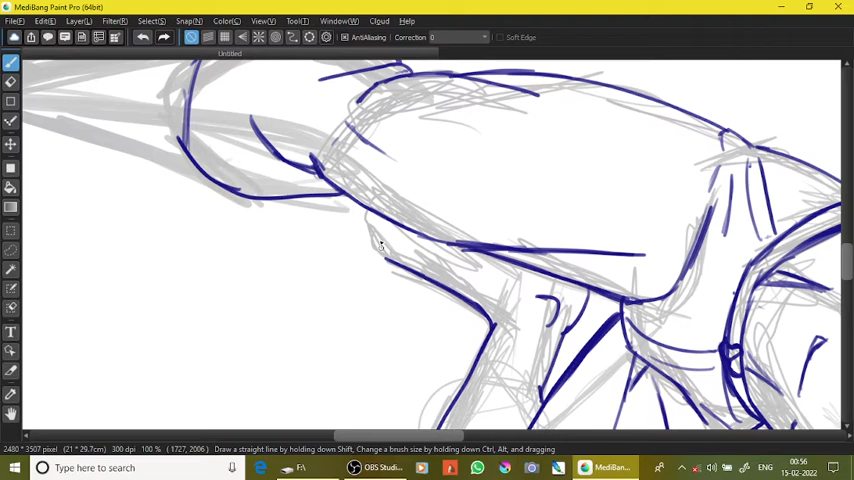 MediBang Paint Pro (64bit)
File(F) Edit(E) Layer(L) Filter(R) Select(S) Snap(N) Color(C) View(V) Tool(T) Window(W) Cloud Help
AntiAliasing Correction 0 Soft Edge
Untitled
2480 * 3507 pixel (21 * 29.7cm) 300 dpi 100 % (1727, 2006) Draw a straight line by holding down Shift, Change a brush size by holding down Ctrl, Alt, and dragging
Type here to search F:\ OBS Studi... MediBa... ENG 00:56
15-02-2022